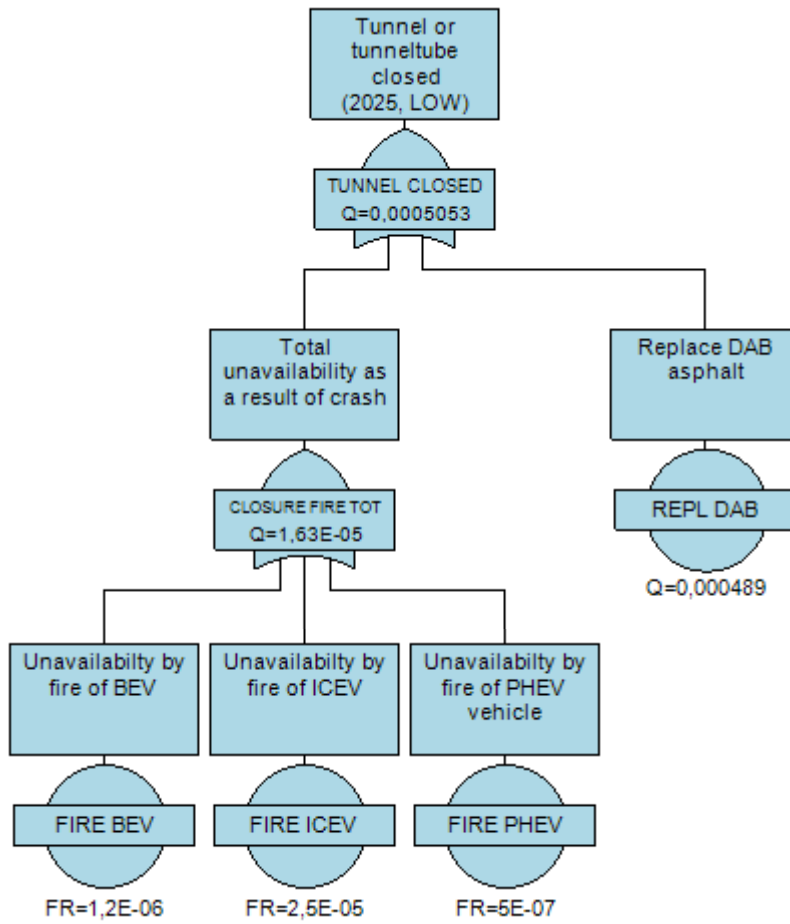 Tunnel or
tunneltube
closed
(2025, LOW)
TUNNEL CLOSED
Q=0,0005053
Total
unavailability as
a result of crash
Replace DAB
asphalt
CLOSURE FIRE TOT
Q=1,63E-05
REPL DAB
Q=0,000489
Unavailabilty by
fire of BEV
Unavailabilty by
fire of ICEV
Unavailabilty by
fire of PHEV
vehicle
FIRE BEV
FIRE ICEV
FIRE PHEV
FR=1,2E-06
FR=2,5E-05
FR=5E-07